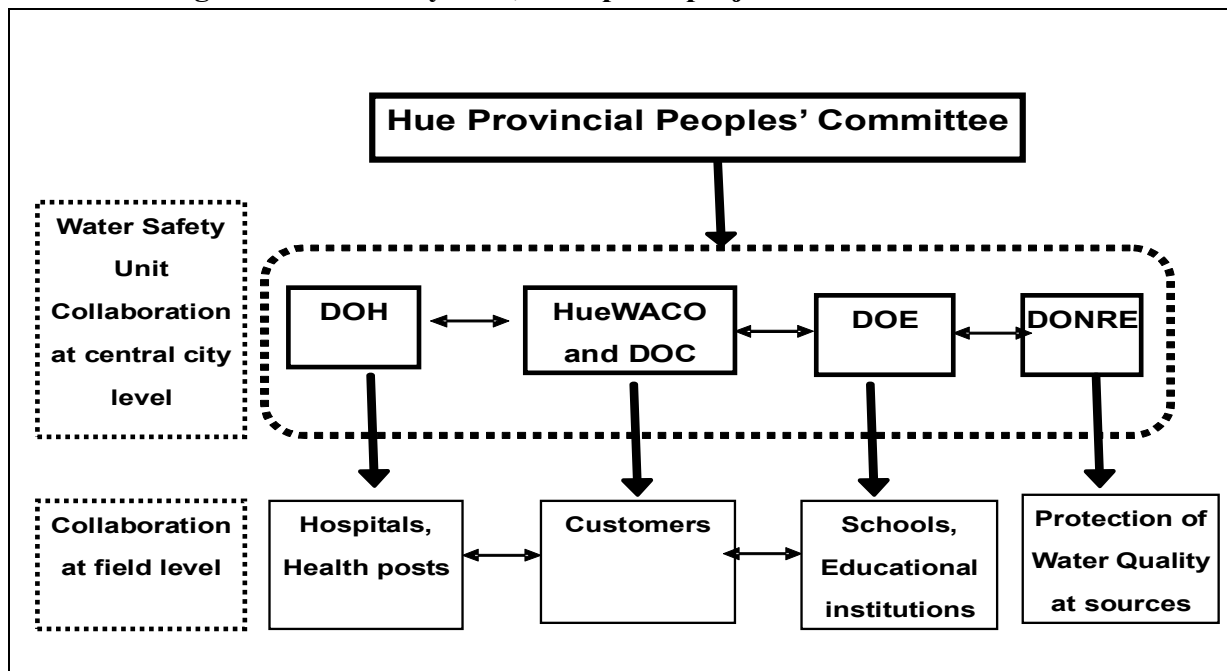 Hue Provincial Peoples’ Committee
Water Safety
Unit
Collaboration
at central city
level
DOH
HueWACO
and DOC
DOE
DONRE
Collaboration
at field level
Hospitals,
Health posts
Customers
Schools,
Educational
institutions
Protection of
Water Quality
at sources